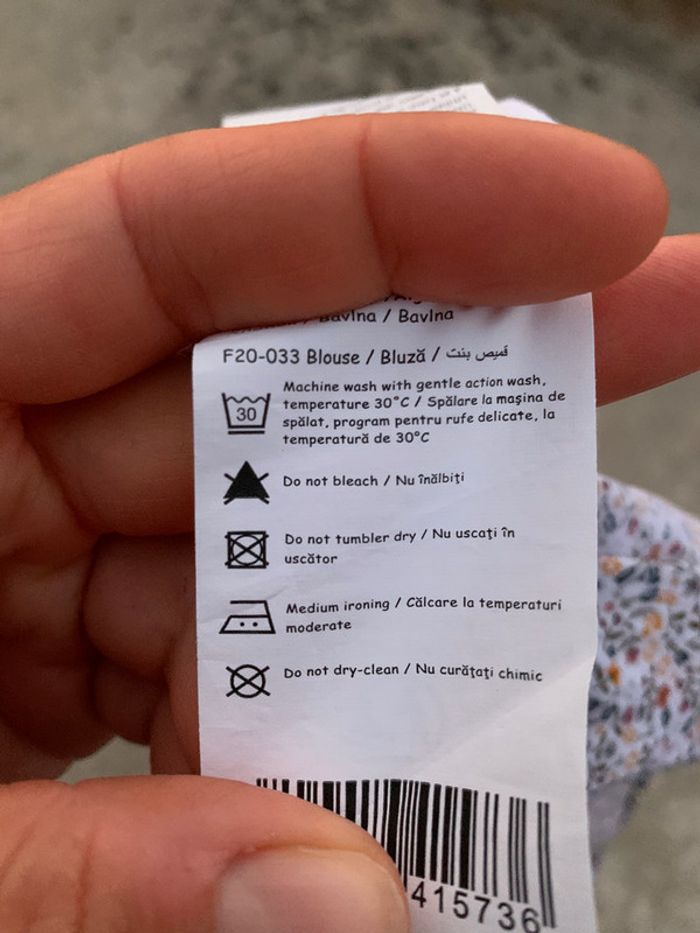 Bavlna / Bavlna
F20-033 Blouse / Bluză / قميص بنت
Machine wash with gentle action wash,
temperature 30°C / Spălare la mașina de
spălat, program pentru rufe delicate, la
temperatură de 30°C
30
Do not bleach / Nu înălbiți
Do not tumbler dry / Nu uscați în
uscător
Medium ironing / Călcare la temperaturi
moderate
Do not dry-clean / Nu curățați chimic
415736